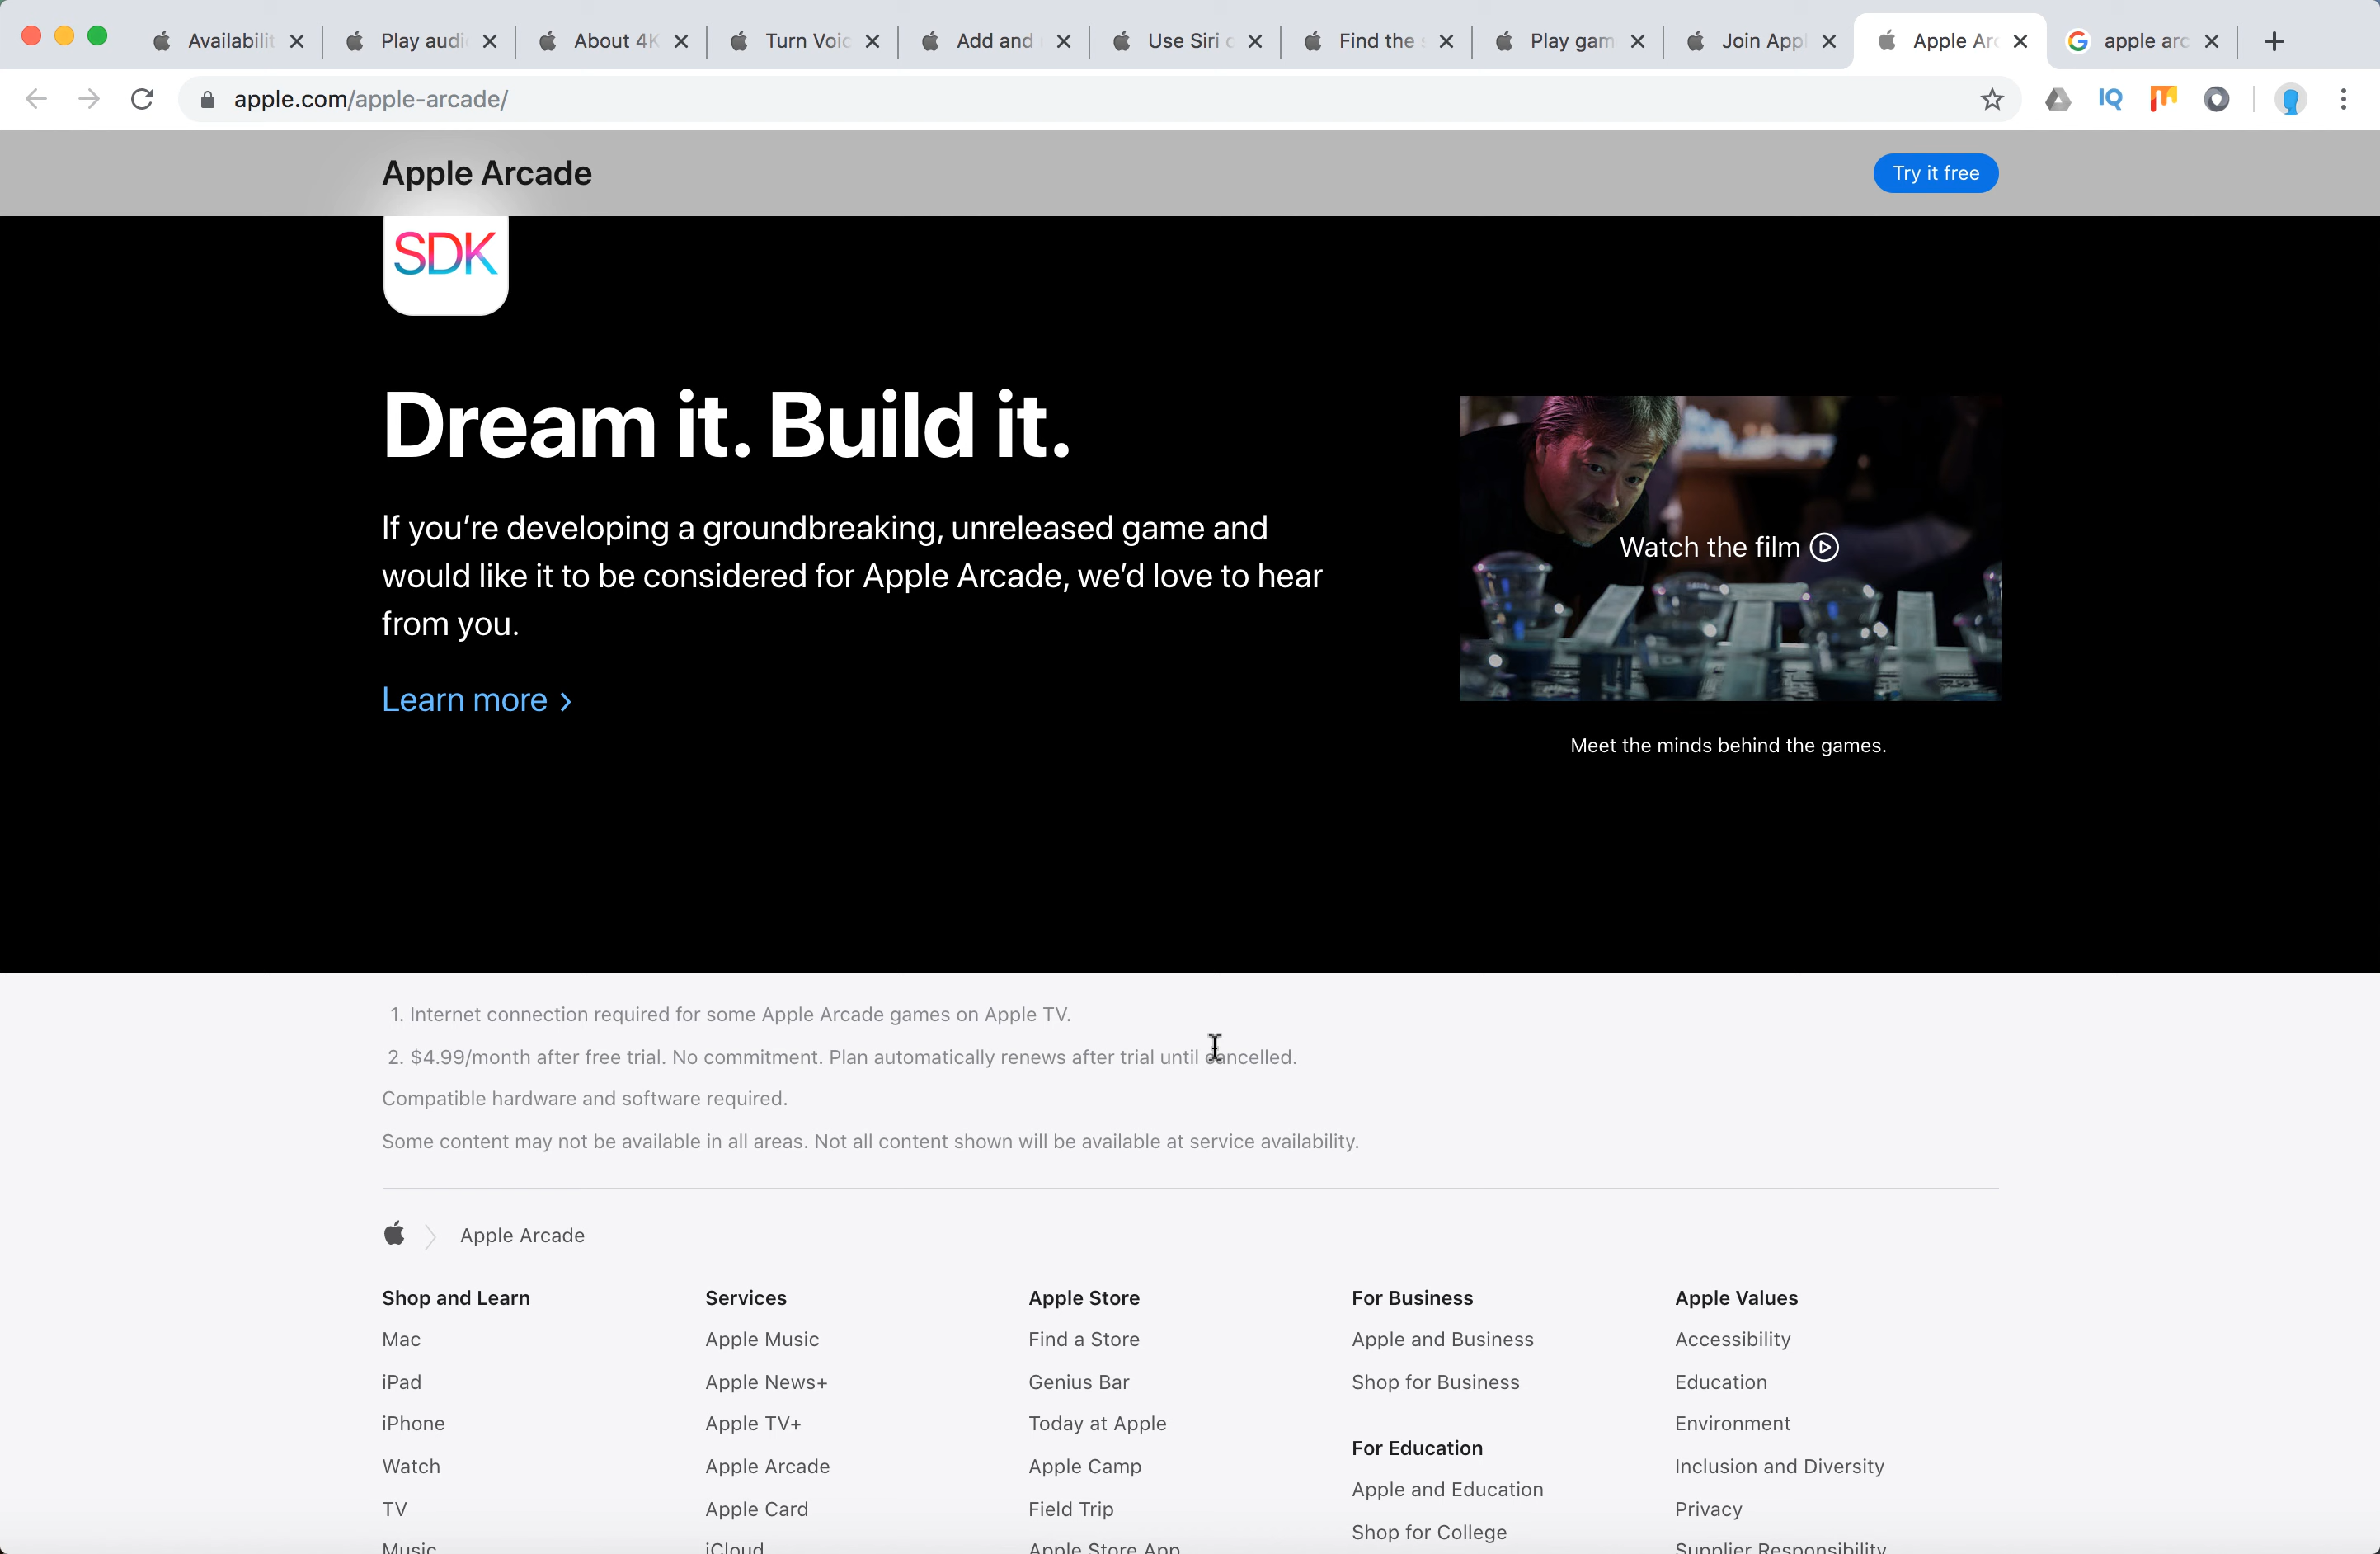 Availabilit
Play audi
About 4K
Turn Voic
Add and
Use Siri o
Find the
Play gam
Join Appl
Apple Arc
apple arc
apple.com/apple-arcade/
IQ
Apple Arcade
Try it free
SDK
Dream it. Build it.
If you’re developing a groundbreaking, unreleased game and
would like it to be considered for Apple Arcade, we’d love to hear
from you.
Learn more >
Watch the film
Meet the minds behind the games.
1. Internet connection required for some Apple Arcade games on Apple TV.
2. $4.99/month after free trial. No commitment. Plan automatically renews after trial until cancelled.
Compatible hardware and software required.
Some content may not be available in all areas. Not all content shown will be available at service availability.
Apple Arcade
Shop and Learn
Mac
iPad
iPhone
Watch
TV
Music
Services
Apple Music
Apple News+
Apple TV+
Apple Arcade
Apple Card
iCloud
Apple Store
Find a Store
Genius Bar
Today at Apple
Apple Camp
Field Trip
Apple Store App
For Business
Apple and Business
Shop for Business
For Education
Apple and Education
Shop for College
Apple Values
Accessibility
Education
Environment
Inclusion and Diversity
Privacy
Supplier Responsibility